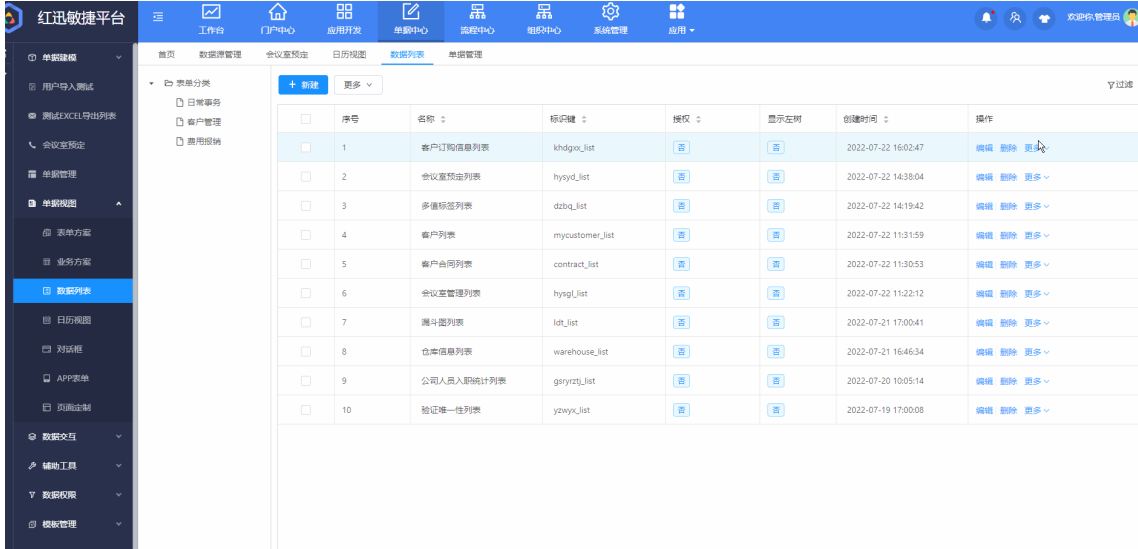 红迅敏捷平台
工作台
门户中心
应用开发
单据中心
流程中心
组织中心
系统管理
应用
欢迎你,管理员
首页 数据源管理 会议室预定 日历视图 数据列表 单据管理
单据建模
用户导入测试
测试EXCEL导出列表
会议室预定
单据管理
单据视图
表单方案
业务方案
数据列表
日历视图
对话框
APP表单
页面定制
数据交互
辅助工具
数据权限
模板管理
表单分类
日常事务
客户管理
费用报销
+ 新建 更多 过滤
序号 名称 标识键 授权 显示左树 创建时间 操作
1 客户订购信息列表 khdgxx_list 否 否 2022-07-22 16:02:47 编辑 删除 更多
2 会议室预定列表 hysyd_list 否 否 2022-07-22 14:38:04 编辑 删除 更多
3 多值标签列表 dzbq_list 否 否 2022-07-22 14:19:42 编辑 删除 更多
4 客户列表 mycustomer_list 否 否 2022-07-22 11:31:59 编辑 删除 更多
5 客户合同列表 contract_list 否 否 2022-07-22 11:30:53 编辑 删除 更多
6 会议室管理列表 hysgl_list 否 否 2022-07-22 11:22:12 编辑 删除 更多
7 漏斗图列表 ldt_list 否 否 2022-07-21 17:00:41 编辑 删除 更多
8 仓库信息列表 warehouse_list 否 否 2022-07-21 16:46:34 编辑 删除 更多
9 公司人员入职统计列表 gsryrztj_list 否 否 2022-07-20 10:05:14 编辑 删除 更多
10 验证唯一性列表 yzwyx_list 否 否 2022-07-19 17:00:08 编辑 删除 更多